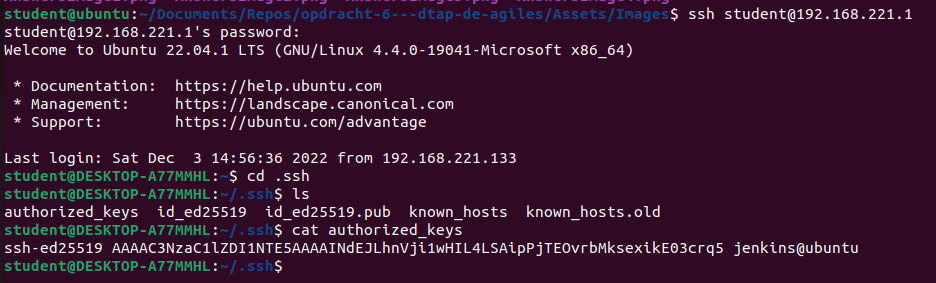 student@ubuntu:~/Documents/Repos/opdracht-6---dtap-de-agiles/Assets/Images$ ssh student@192.168.221.1
student@192.168.221.1's password:
Welcome to Ubuntu 22.04.1 LTS (GNU/Linux 4.4.0-19041-Microsoft x86_64)
* Documentation: https://help.ubuntu.com
* Management: https://landscape.canonical.com
* Support: https://ubuntu.com/advantage
Last login: Sat Dec 3 14:56:36 2022 from 192.168.221.133
student@DESKTOP-A77MMHL:~$ cd .ssh
student@DESKTOP-A77MMHL:~/.ssh$ ls
authorized_keys id_ed25519 id_ed25519.pub known_hosts known_hosts.old
student@DESKTOP-A77MMHL:~/.ssh$ cat authorized_keys
ssh-ed25519 AAAAC3NzaC1lZDI1NTE5AAAAINdEJLhnVji1wHIL4LSAipPjTEOvrbMksexikE03crq5 jenkins@ubuntu
student@DESKTOP-A77MMHL:~/.ssh$